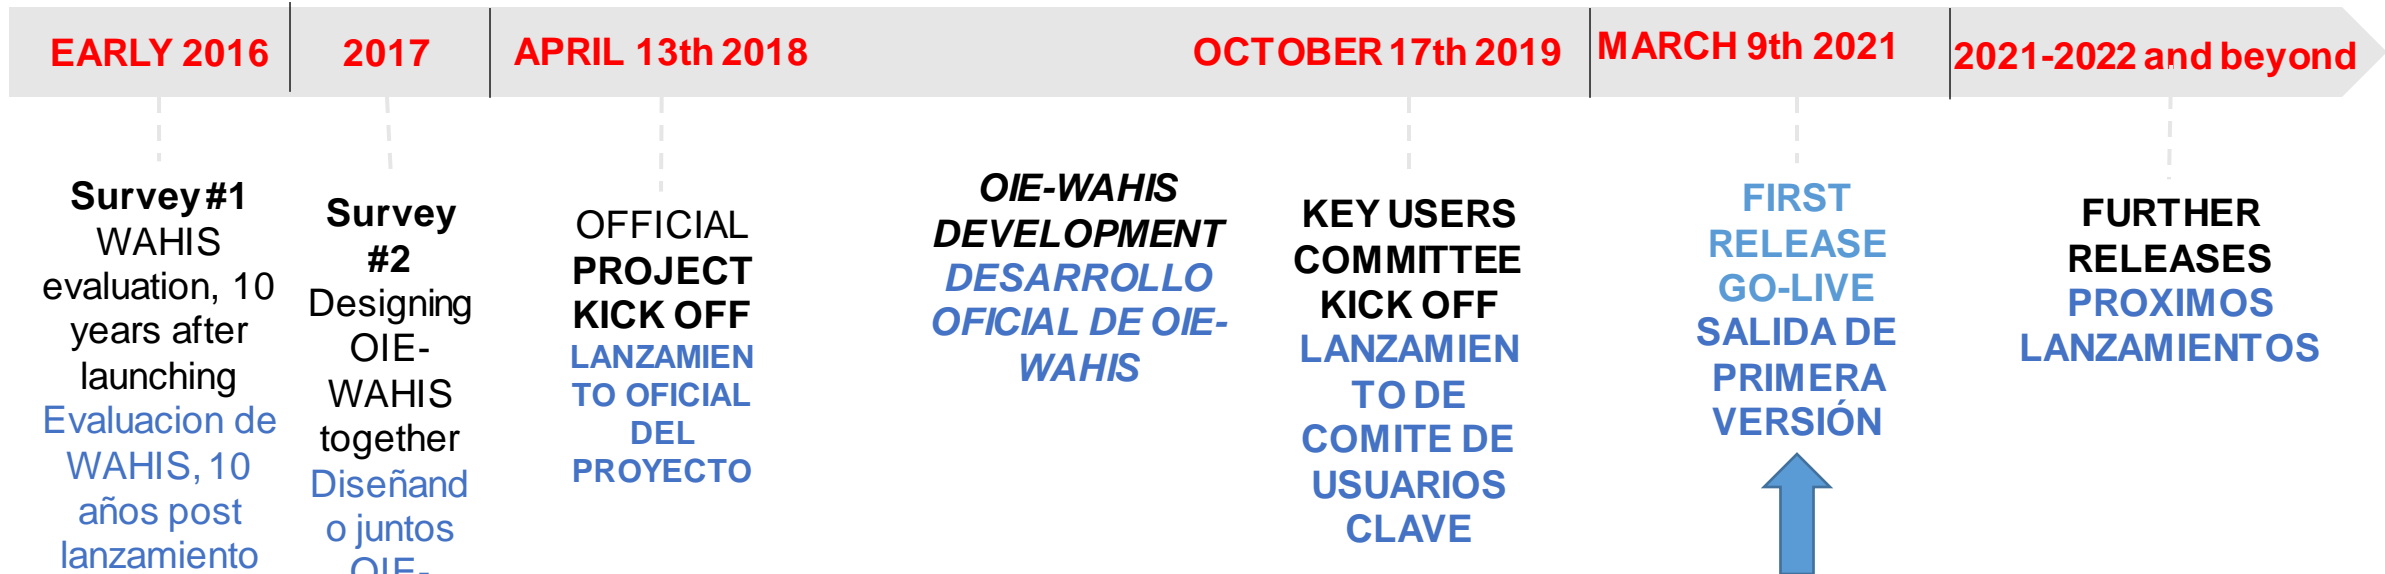 EARLY 2016
2017
APRIL 13th 2018
OCTOBER 17th 2019
MARCH 9th 2021
2021-2022 and beyond
Survey #1
WAHIS
evaluation, 10
years after
launching
Evaluacion de
WAHIS, 10
años post
lanzamiento
Survey
#2
Designing
OIE-
WAHIS
together
Diseñand
o juntos
OIE-
OFFICIAL
PROJECT
KICK OFF
LANZAMIEN
TO OFICIAL
DEL
PROYECTO
OIE-WAHIS
DEVELOPMENT
DESARROLLO
OFICIAL DE OIE-
WAHIS
KEY USERS
COMMITTEE
KICK OFF
LANZAMIEN
TO DE
COMITE DE
USUARIOS
CLAVE
FIRST
RELEASE
GO-LIVE
SALIDA DE
PRIMERA
VERSIÓN
FURTHER
RELEASES
PROXIMOS
LANZAMIENTOS